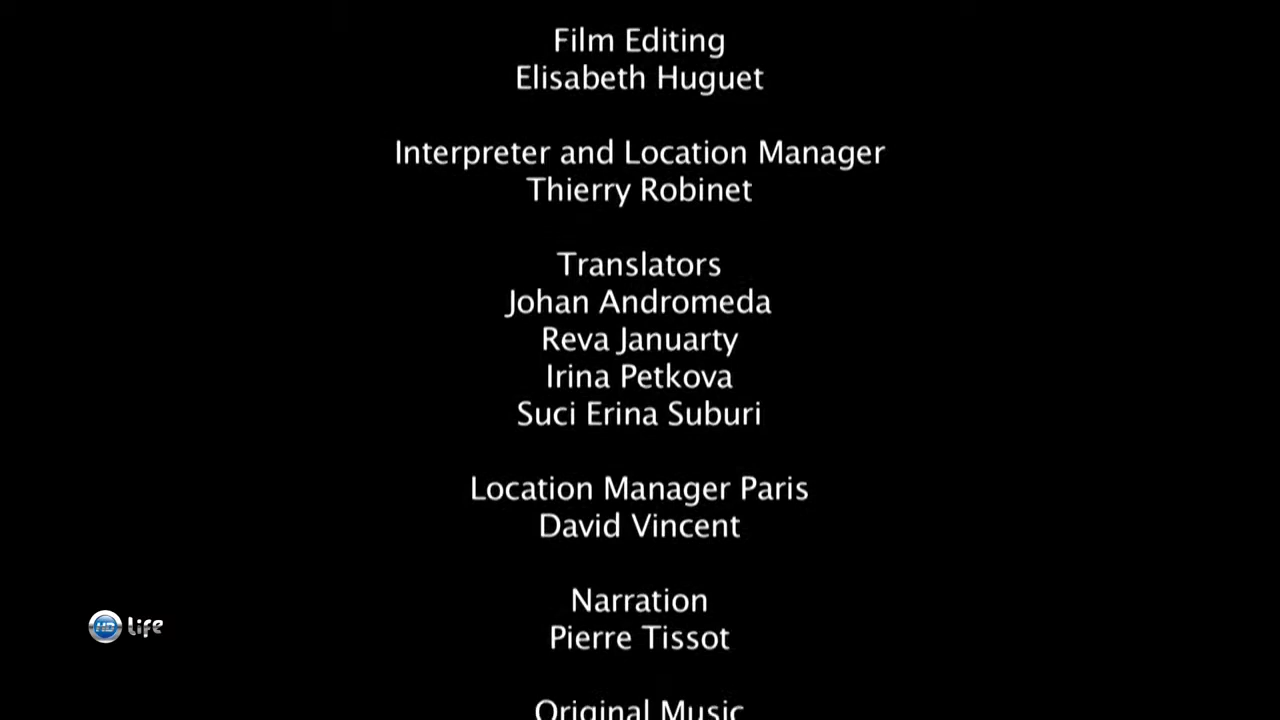 Film Editing
Elisabeth Huguet
Interpreter and Location Manager
Thierry Robinet
Translators
Johan Andromeda
Reva Januarty
Irina Petkova
Suci Erina Suburi
Location Manager Paris
David Vincent
Narration
Pierre Tissot
HD Life
Original Music